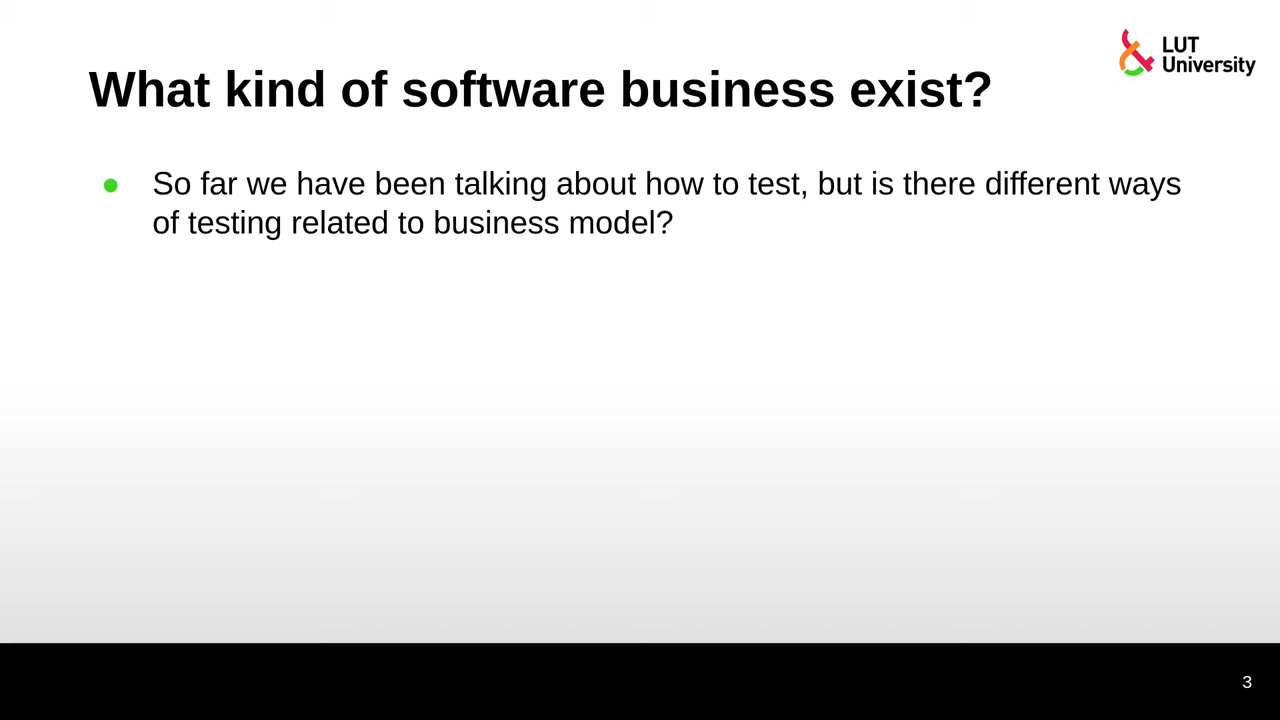 LUT
University
What kind of software business exist?
● So far we have been talking about how to test, but is there different ways
of testing related to business model?
3